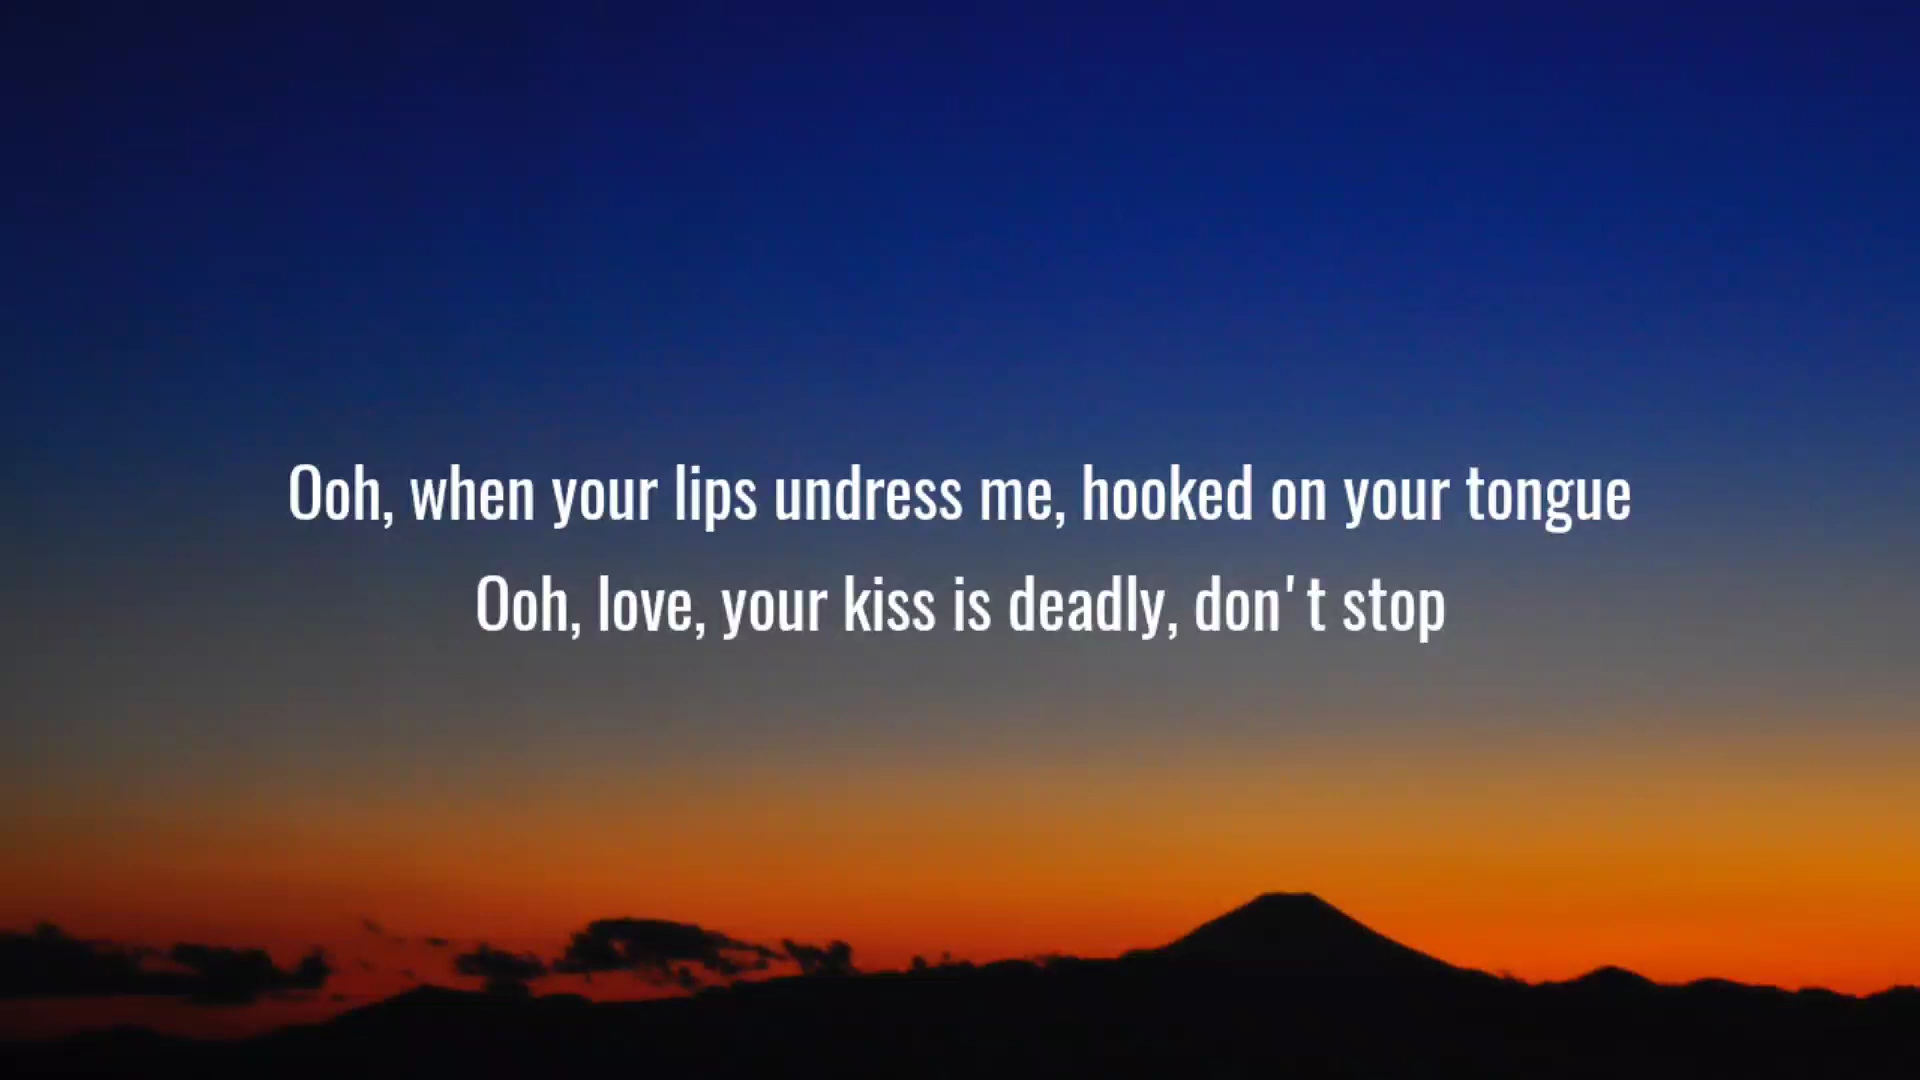 Ooh, when your lips undress me, hooked on your tongue
Ooh, love, your kiss is deadly, don't stop